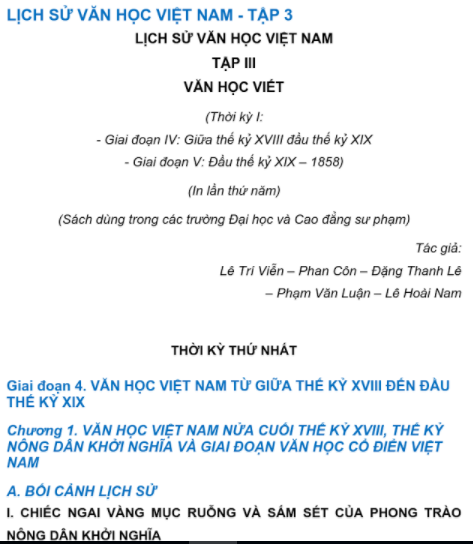 LỊCH SỬ VĂN HỌC VIỆT NAM - TẬP 3
LỊCH SỬ VĂN HỌC VIỆT NAM
TẬP III
VĂN HỌC VIẾT
(Thời kỳ I:
- Giai đoạn IV: Giữa thế kỷ XVIII đầu thế kỷ XIX
- Giai đoạn V: Đầu thế kỷ XIX – 1858)
(In lần thứ năm)
(Sách dùng trong các trường Đại học và Cao đẳng sư phạm)
Tác giả:
Lê Trí Viễn – Phan Côn – Đặng Thanh Lê
– Phạm Văn Luận – Lê Hoài Nam
THỜI KỲ THỨ NHẤT
Giai đoạn 4. VĂN HỌC VIỆT NAM TỪ GIỮA THẾ KỶ XVIII ĐẾN ĐẦU
THẾ KỶ XIX
Chương 1. VĂN HỌC VIỆT NAM NỬA CUỐI THẾ KỶ XVIII, THẾ KỶ
NÔNG DÂN KHỞI NGHĨA VÀ GIAI ĐOẠN VĂN HỌC CỔ ĐIỂN VIỆT
NAM
A. BỐI CẢNH LỊCH SỬ
I. CHIẾC NGAI VÀNG MỤC RUỖNG VÀ SẤM SÉT CỦA PHONG TRÀO
NÔNG DÂN KHỞI NGHĨA